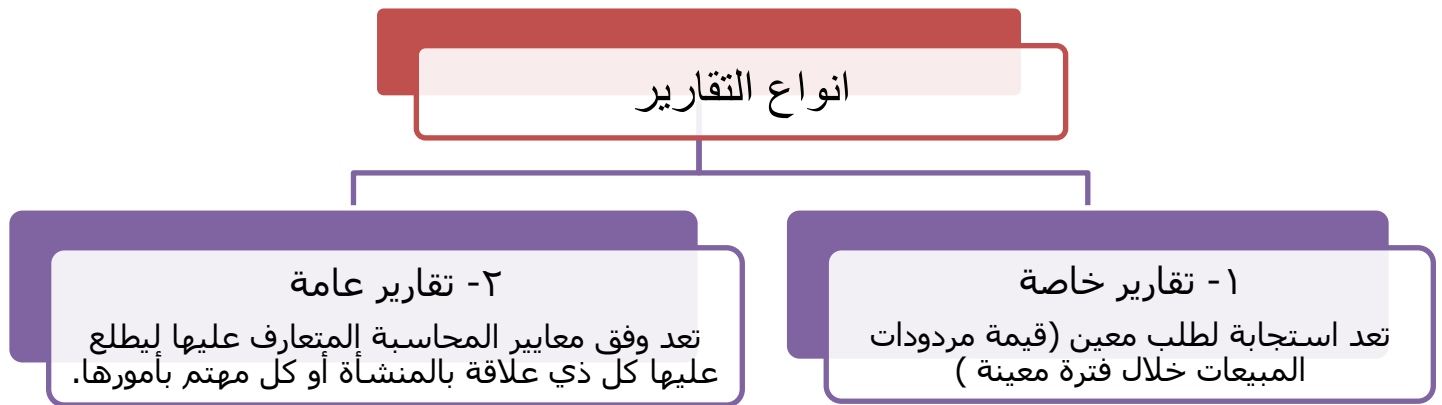 انواع التقارير
١- تقارير خاصة
تعد استجابة لطلب معين (قيمة مردودات
المبيعات خلال فترة معينة )
٢- تقارير عامة
تعد وفق معايير المحاسبة المتعارف عليها ليطلع
عليها كل ذي علاقة بالمنشأة أو كل مهتم بأمورها.